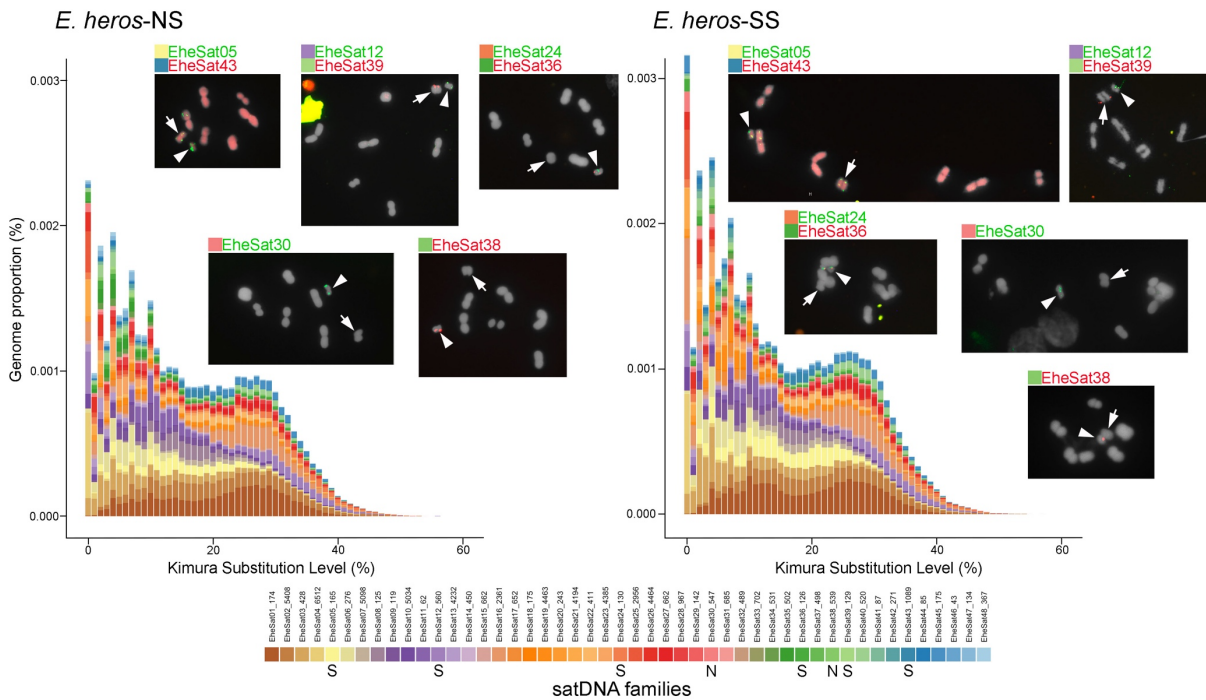 E. heros-NS
E. heros-SS
EheSat05
EheSat43
EheSat12
EheSat39
EheSat24
EheSat36
EheSat30
EheSat38
EheSat05
EheSat43
EheSat12
EheSat39
EheSat24
EheSat36
EheSat30
EheSat38
Genome proportion (%)
0.003
0.002
0.001
0.000
0.003
0.002
0.001
0.000
0 20 40 60
0 20 40 60
Kimura Substitution Level (%)
Kimura Substitution Level (%)
EheSat01_174
EheSat02_5408
EheSat03_428
EheSat04_6512
EheSat05_165
EheSat06_276
EheSat07_5098
EheSat08_125
EheSat09_119
EheSat10_5034
EheSat11_62
EheSat12_560
EheSat13_4232
EheSat14_450
EheSat15_662
EheSat16_2361
EheSat17_652
EheSat18_175
EheSat19_4463
EheSat20_243
EheSat21_4194
EheSat22_411
EheSat23_4385
EheSat24_130
EheSat25_2956
EheSat26_4464
EheSat27_662
EheSat28_967
EheSat29_142
EheSat30_547
EheSat31_685
EheSat32_489
EheSat33_702
EheSat34_531
EheSat35_502
EheSat36_126
EheSat37_498
EheSat38_539
EheSat39_129
EheSat40_520
EheSat41_87
EheSat42_271
EheSat43_1089
EheSat44_85
EheSat45_175
EheSat46_43
EheSat47_134
EheSat48_367
S S S N S N S S
satDNA families